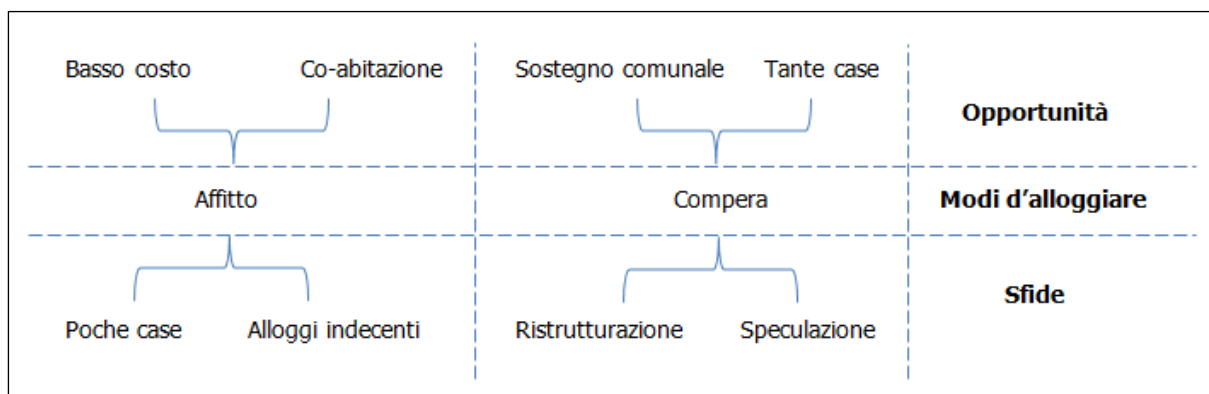 Basso costo Co-abitazione Sostegno comunale Tante case
Opportunità
Affitto Compera Modi d'alloggiare
Sfide
Poche case Alloggi indecenti Ristrutturazione Speculazione